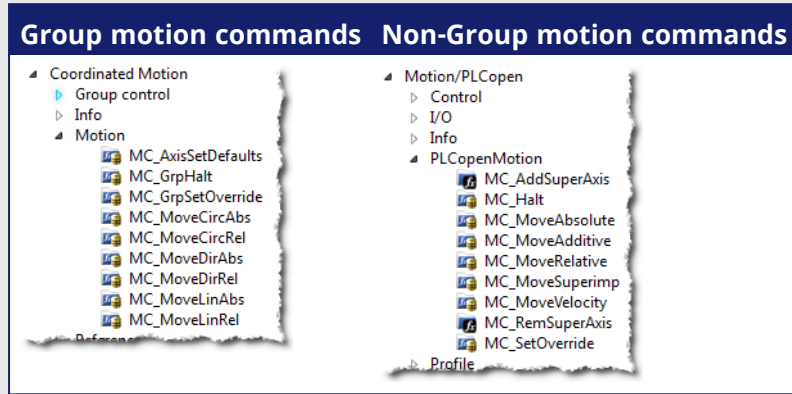 Group motion commands
Non-Group motion commands
Coordinated Motion
Group control
Info
Motion
MC_AxisSetDefaults
MC_GrpHalt
MC_GrpSetOverride
MC_MoveCircAbs
MC_MoveCircRel
MC_MoveDirAbs
MC_MoveDirRel
MC_MoveLinAbs
MC_MoveLinRel
Motion/PLCopen
Control
I/O
Info
PLCopenMotion
MC_AddSuperAxis
MC_Halt
MC_MoveAbsolute
MC_MoveAdditive
MC_MoveRelative
MC_MoveSuperimp
MC_MoveVelocity
MC_RemSuperAxis
MC_SetOverride
Profile